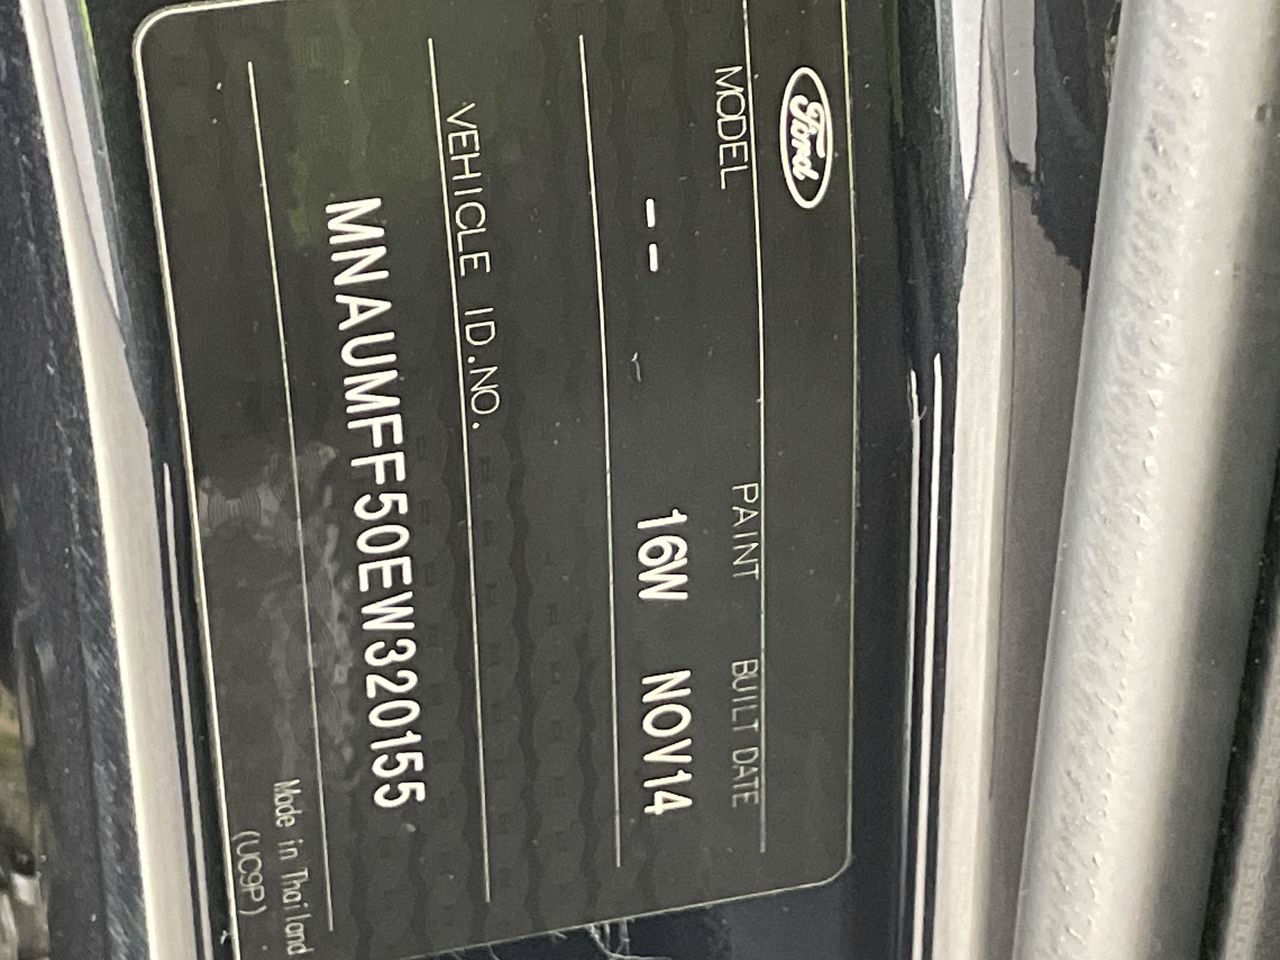 Ford
MODEL PAINT BUILT DATE
-- 16W NOV14
VEHICLE ID.NO.
MNAUMFF50EW320155
Made in Thailand
(UC9P)